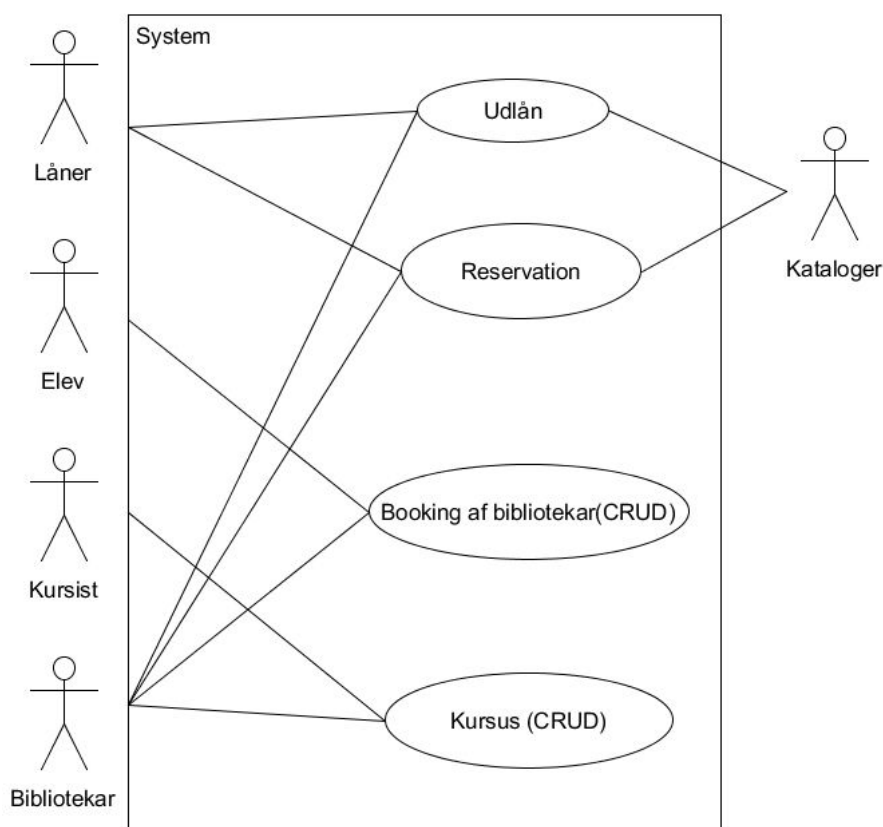 System
Låner
Udlån
Kataloger
Reservation
Elev
Booking af bibliotekar(CRUD)
Kursist
Kursus (CRUD)
Bibliotekar